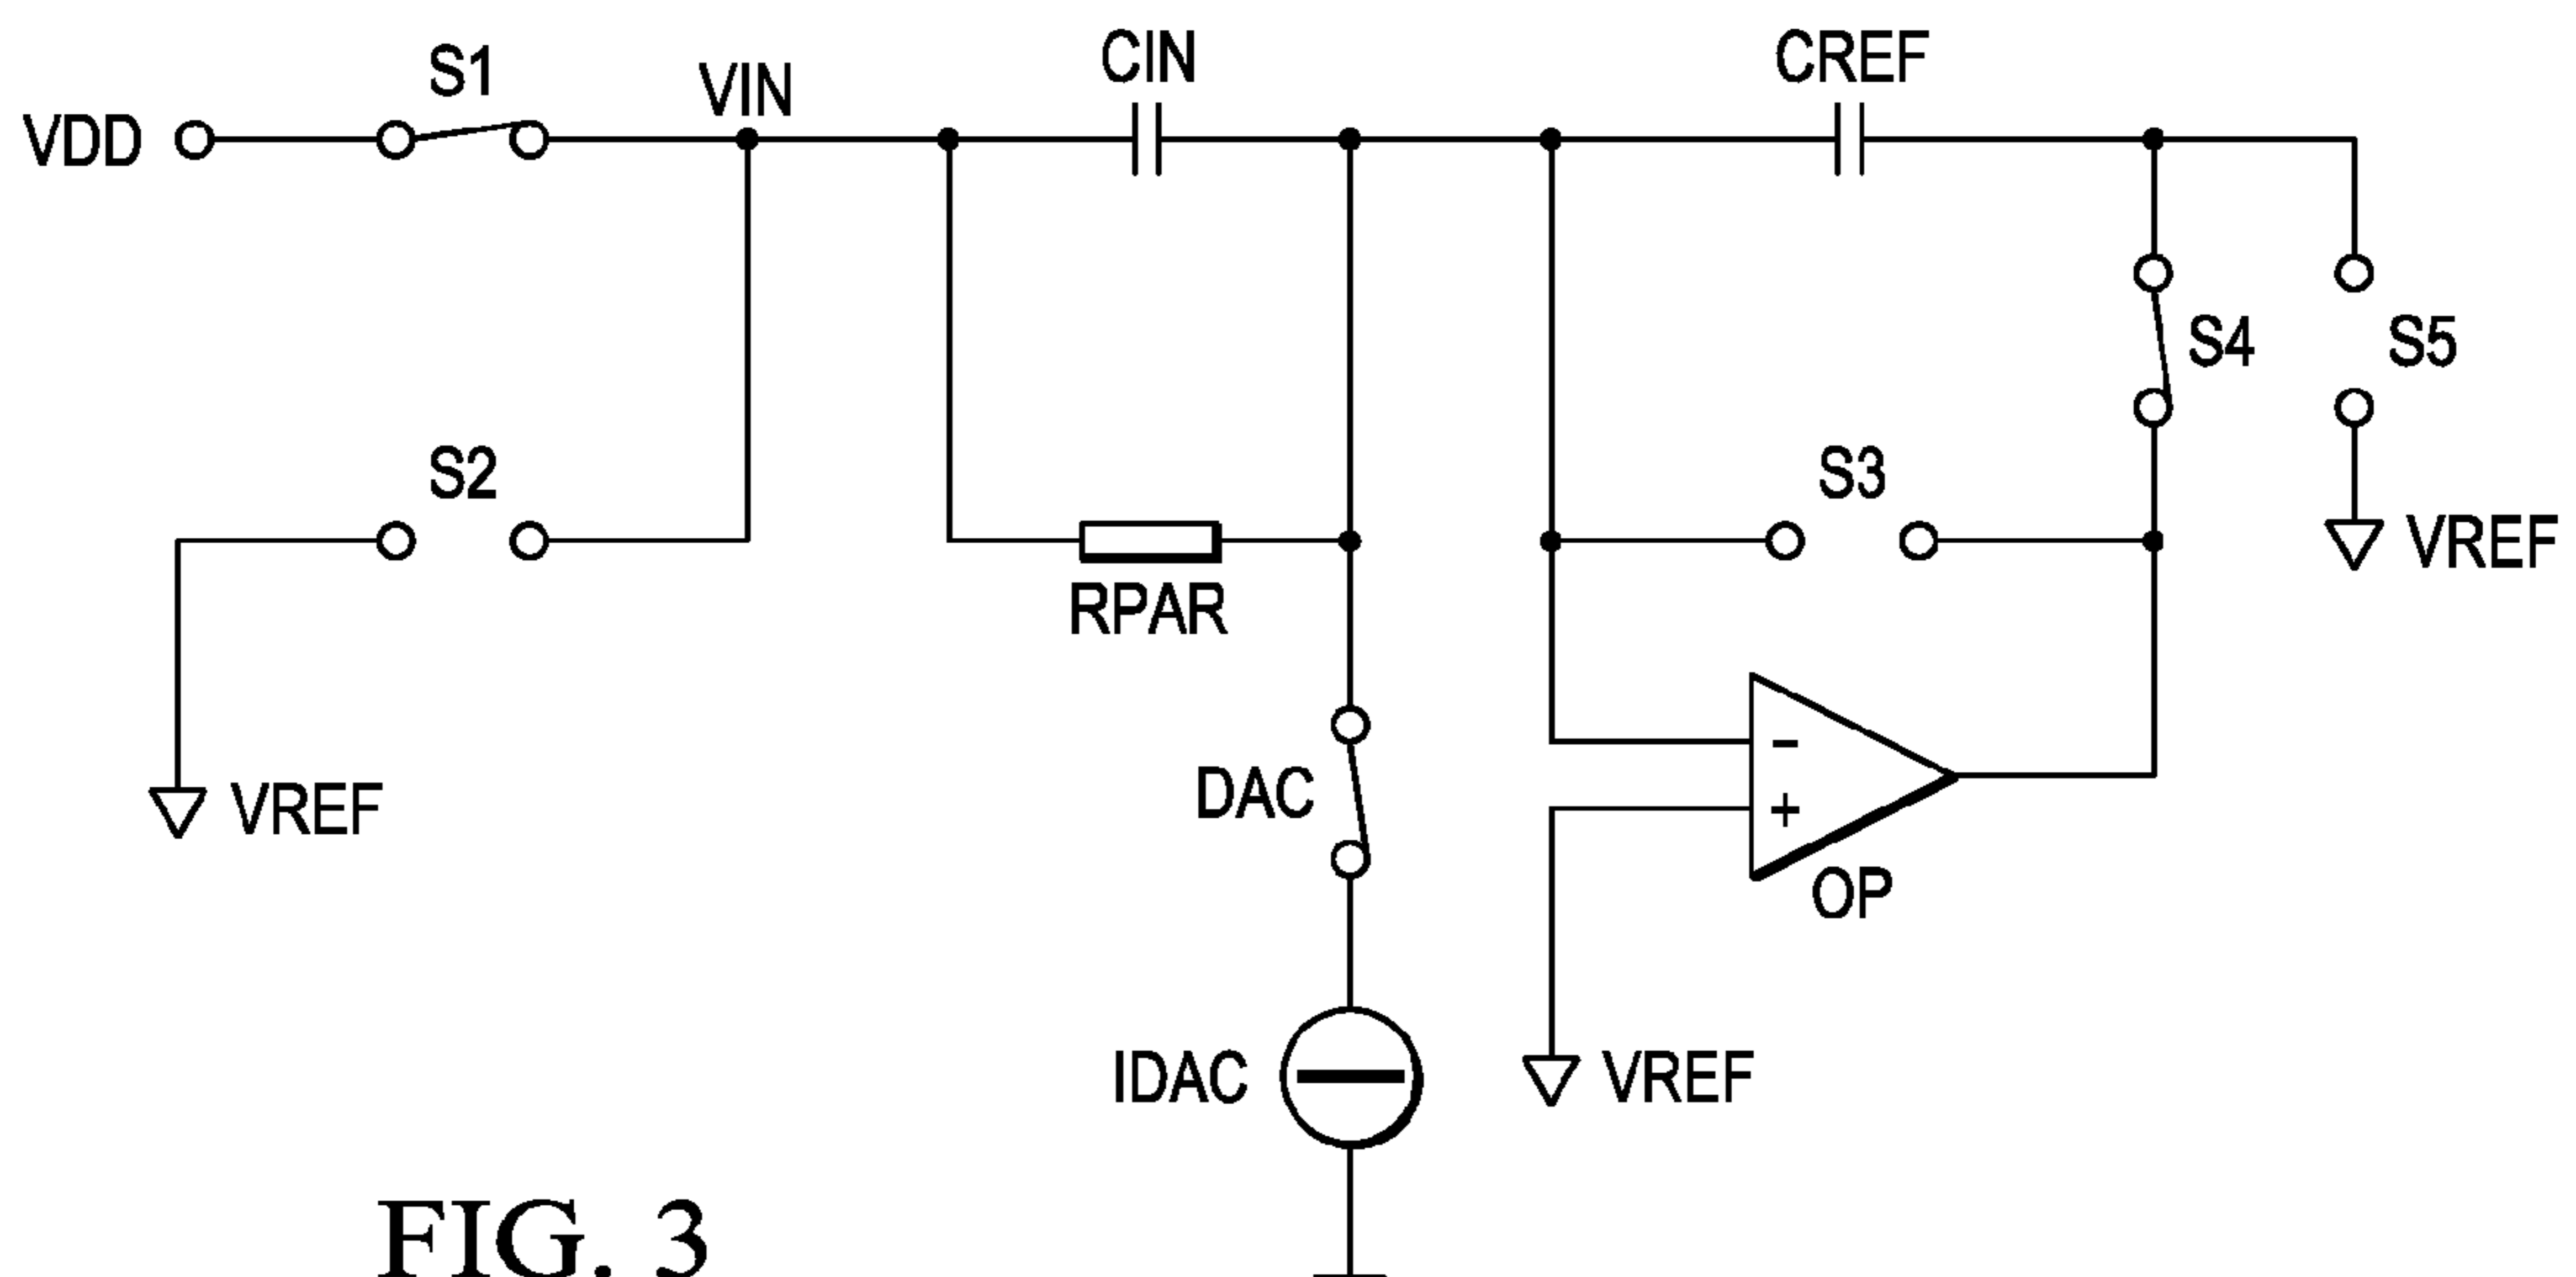 S1
VIN
CIN
CREF
VDD
S2
S4
S5
S3
VREF
RPAR
DAC
VREF
-
+
OP
IDAC
VREF
FIG. 3